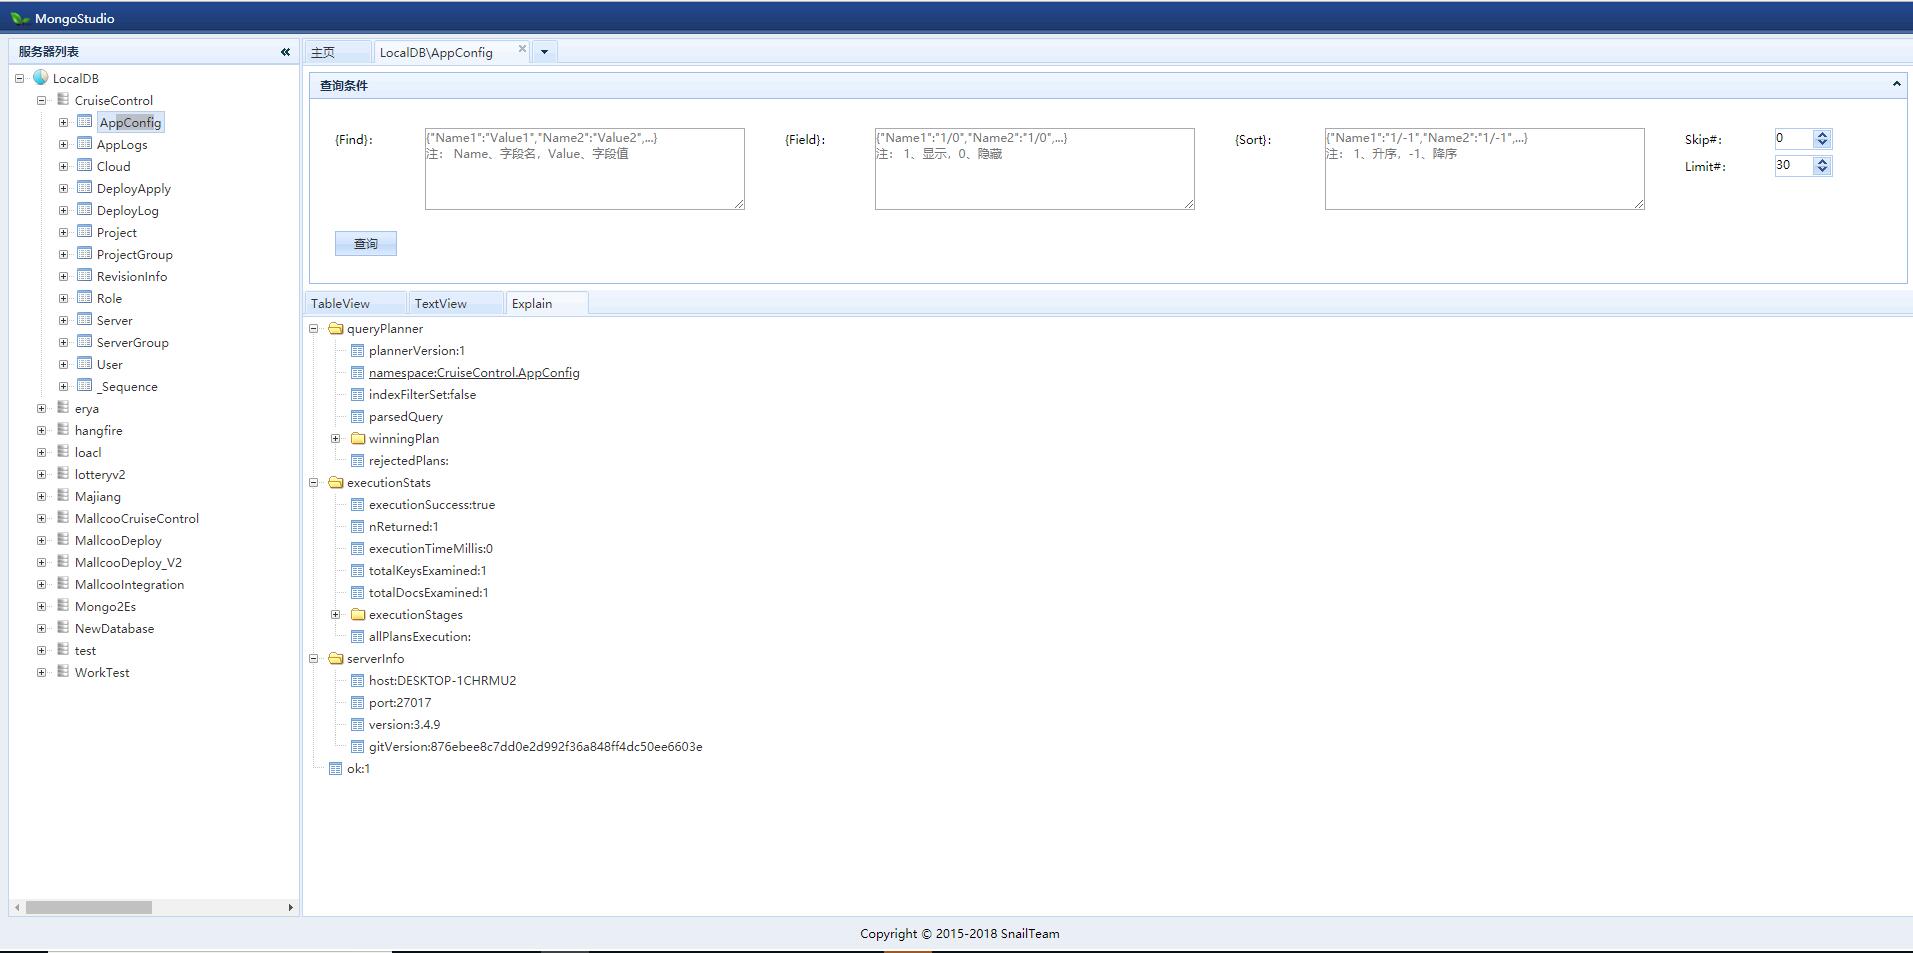 MongoStudio
服务器列表
LocalDB
CruiseControl
AppConfig
AppLogs
Cloud
DeployApply
DeployLog
Project
ProjectGroup
RevisionInfo
Role
Server
ServerGroup
User
_Sequence
erya
hangfire
loacl
lotteryv2
Majiang
MallcooCruiseControl
MallcooDeploy
MallcooDeploy_V2
MallcooIntegration
Mongo2Es
NewDatabase
test
WorkTest
主页
LocalDB\AppConfig
查询条件
{Find}:
{"Name1":"Value1","Name2":"Value2",...}
注： Name、字段名，Value、字段值
{Field}:
{"Name1":"1/0","Name2":"1/0",...}
注： 1、显示，0、隐藏
{Sort}:
{"Name1":"1/-1","Name2":"1/-1",...}
注： 1、升序，-1、降序
Skip#: 0
Limit#: 30
查询
TableView TextView Explain
queryPlanner
plannerVersion:1
namespace:CruiseControl.AppConfig
indexFilterSet:false
parsedQuery
winningPlan
rejectedPlans:
executionStats
executionSuccess:true
nReturned:1
executionTimeMillis:0
totalKeysExamined:1
totalDocsExamined:1
executionStages
allPlansExecution:
serverInfo
host:DESKTOP-1CHRMU2
port:27017
version:3.4.9
gitVersion:876ebee8c7dd0e2d992f36a848ff4dc50ee6603e
ok:1
Copyright © 2015-2018 SnailTeam